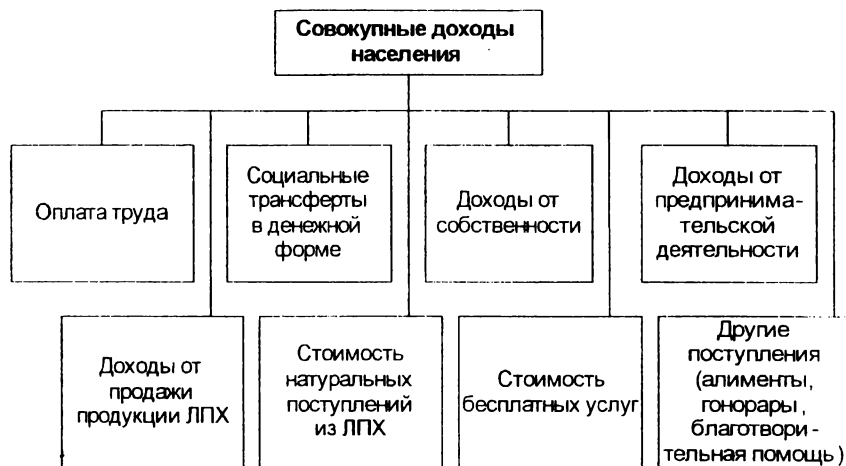 Совокупные доходы
населения
Оплата труда
Социальные
трансферты
в денежной
форме
Доходы от
собственности
Доходы от
предпринима-
тельской
деятельности
Доходы от
продажи
продукции ЛПХ
Стоимость
натуральных
поступлений
из ЛПХ
Стоимость
бесплатных услуг
Другие
поступления
(алименты,
гонорары,
благотвори-
тельная помощь)